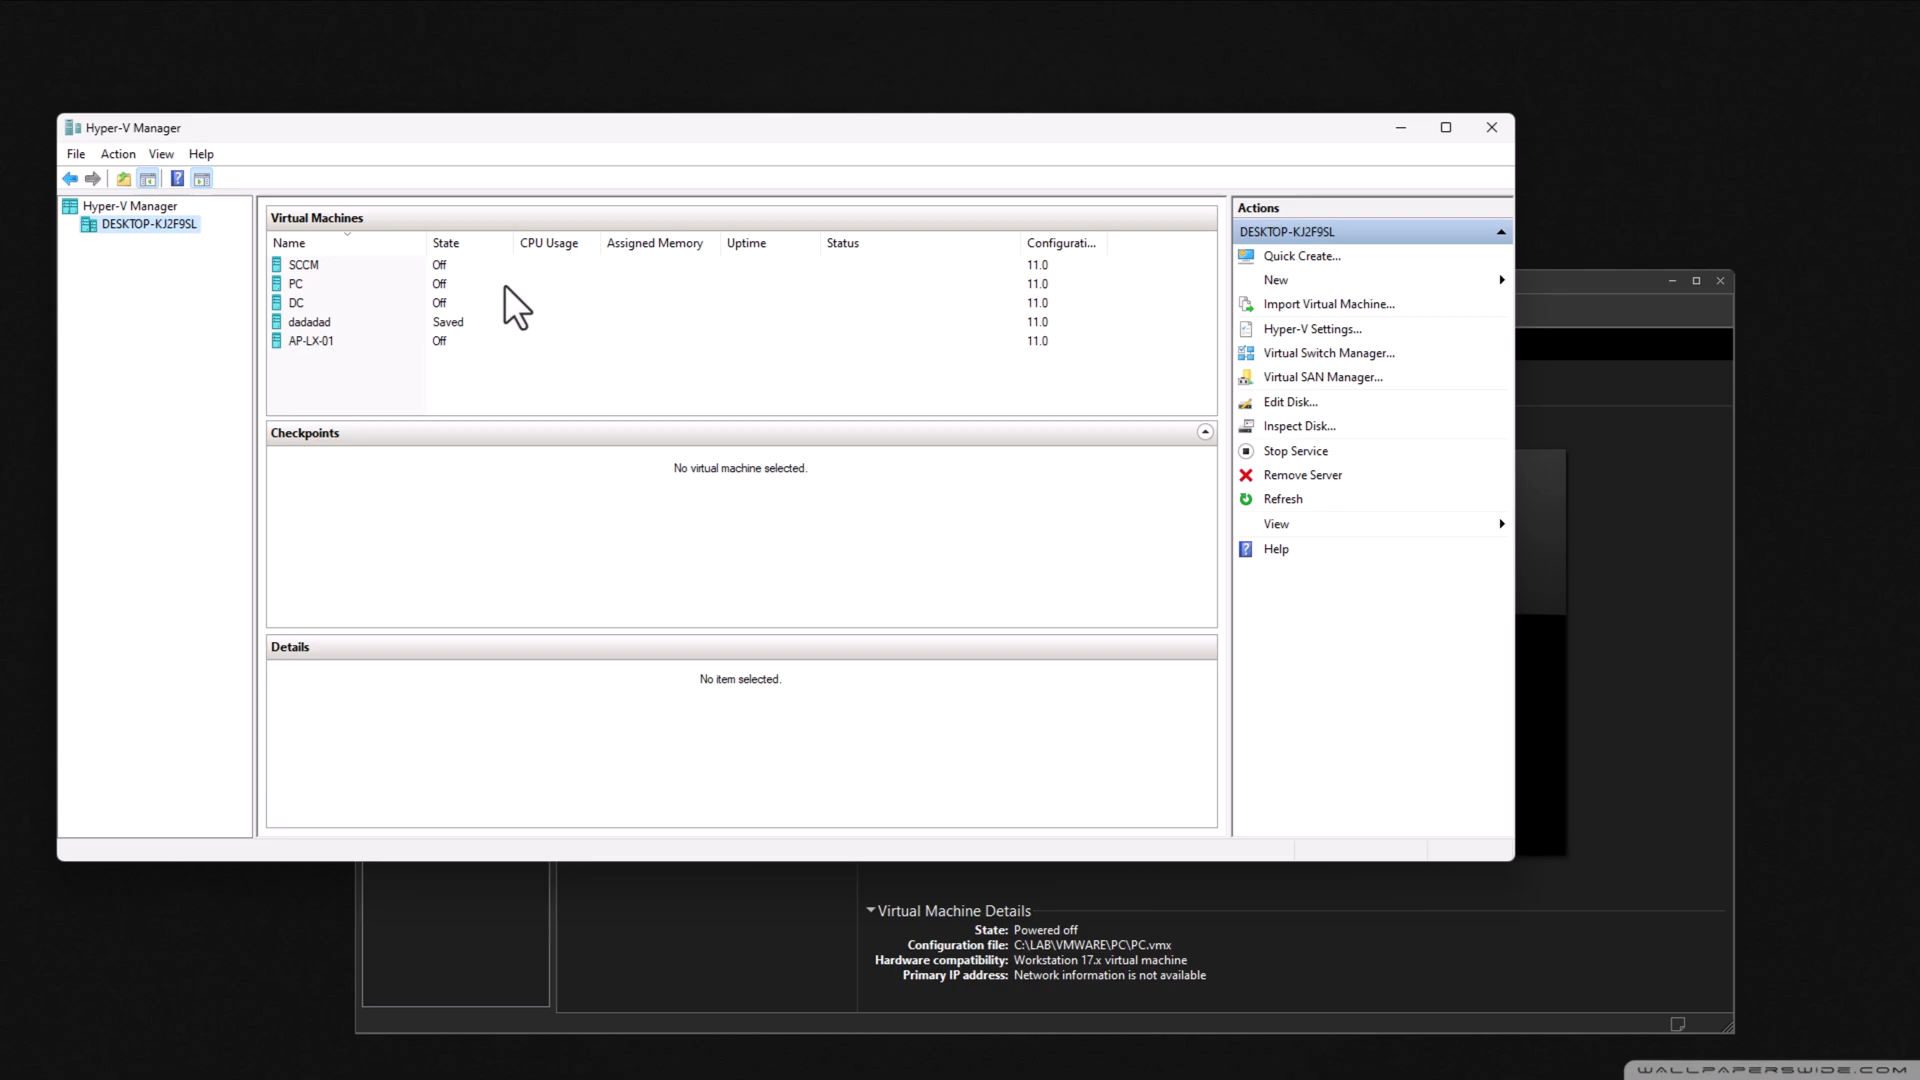 Hyper-V Manager
File Action View Help
Hyper-V Manager
DESKTOP-KJ2F9SL
Virtual Machines
Name State CPU Usage Assigned Memory Uptime Status Configurati...
SCCM Off 11.0
PC Off 11.0
DC Off 11.0
dadadad Saved 11.0
AP-LX-01 Off 11.0
Checkpoints
No virtual machine selected.
Details
No item selected.
Actions
DESKTOP-KJ2F9SL
Quick Create...
New
Import Virtual Machine...
Hyper-V Settings...
Virtual Switch Manager...
Virtual SAN Manager...
Edit Disk...
Inspect Disk...
Stop Service
Remove Server
Refresh
View
Help
Virtual Machine Details
State: Powered off
Configuration file: C:\LAB\VMWARE\PC\PC.vmx
Hardware compatibility: Workstation 17.x virtual machine
Primary IP address: Network information is not available
WALLPAPERSWIDE.COM